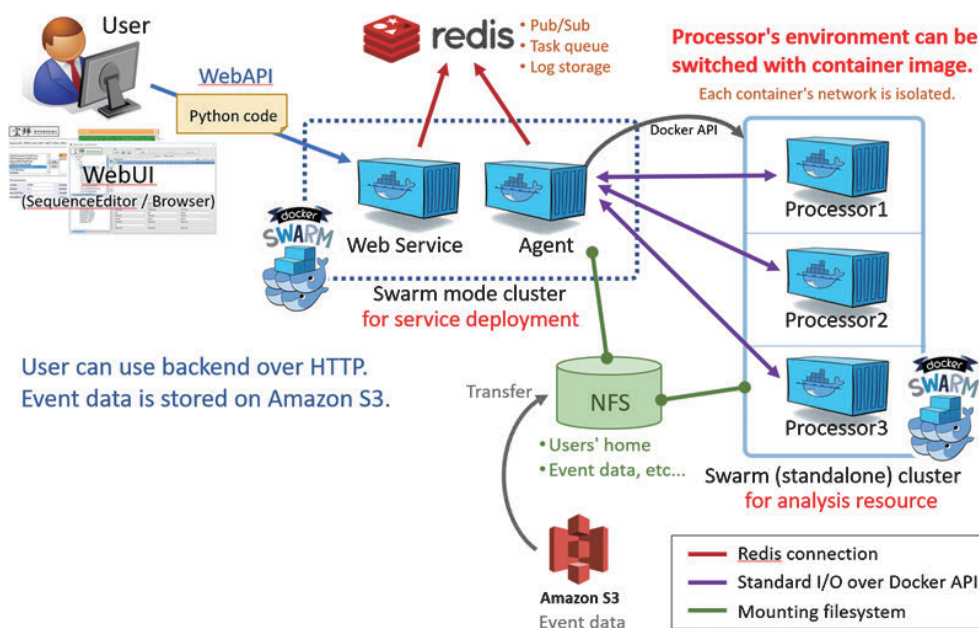 User
redis
• Pub/Sub
• Task queue
• Log storage
Processor's environment can be
switched with container image.
Each container's network is isolated.
WebAPI
Python code
Docker API
WebUI
(SequenceEditor / Browser)
docker
SWARM
Web Service
Agent
Processor1
Processor2
Processor3
Swarm mode cluster
for service deployment
User can use backend over HTTP.
Event data is stored on Amazon S3.
Transfer
NFS
• Users' home
• Event data, etc...
docker
SWARM
Swarm (standalone) cluster
for analysis resource
Amazon S3
Event data
Redis connection
Standard I/O over Docker API
Mounting filesystem